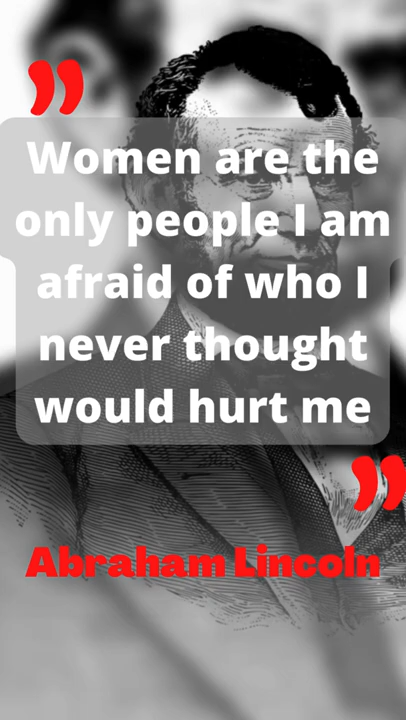 ”
Women are the
only people I am
afraid of who I
never thought
would hurt me
”
Abraham Lincoln